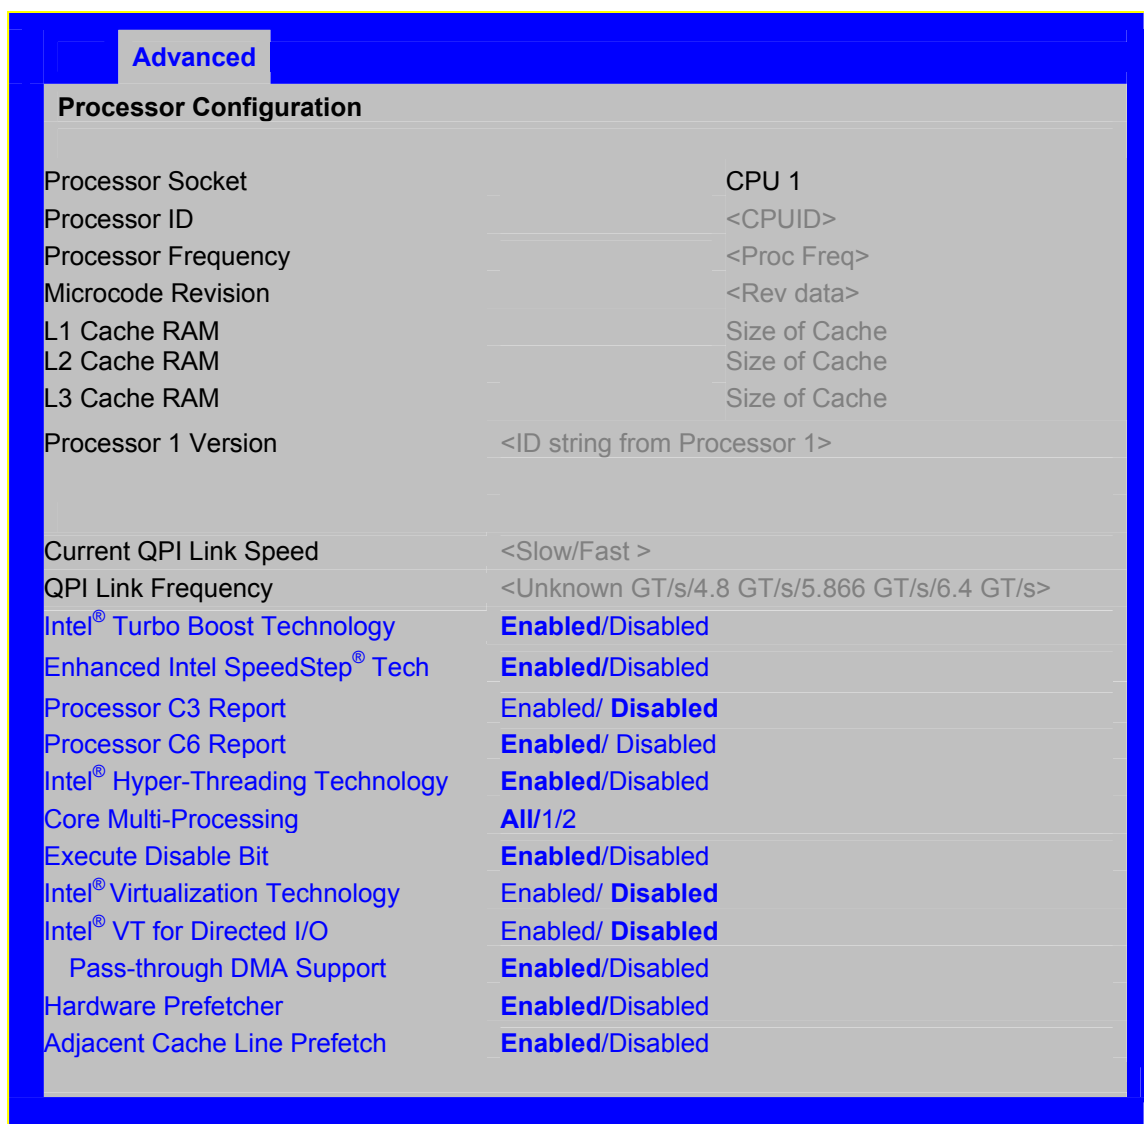 Advanced
Processor Configuration
Processor Socket CPU 1
Processor ID <CPUID>
Processor Frequency <Proc Freq>
Microcode Revision <Rev data>
L1 Cache RAM Size of Cache
L2 Cache RAM Size of Cache
L3 Cache RAM Size of Cache
Processor 1 Version <ID string from Processor 1>
Current QPI Link Speed <Slow/Fast >
QPI Link Frequency <Unknown GT/s/4.8 GT/s/5.866 GT/s/6.4 GT/s>
Intel® Turbo Boost Technology Enabled/Disabled
Enhanced Intel SpeedStep® Tech Enabled/Disabled
Processor C3 Report Enabled/ Disabled
Processor C6 Report Enabled/ Disabled
Intel® Hyper-Threading Technology Enabled/Disabled
Core Multi-Processing All/1/2
Execute Disable Bit Enabled/Disabled
Intel® Virtualization Technology Enabled/ Disabled
Intel® VT for Directed I/O Enabled/ Disabled
Pass-through DMA Support Enabled/Disabled
Hardware Prefetcher Enabled/Disabled
Adjacent Cache Line Prefetch Enabled/Disabled